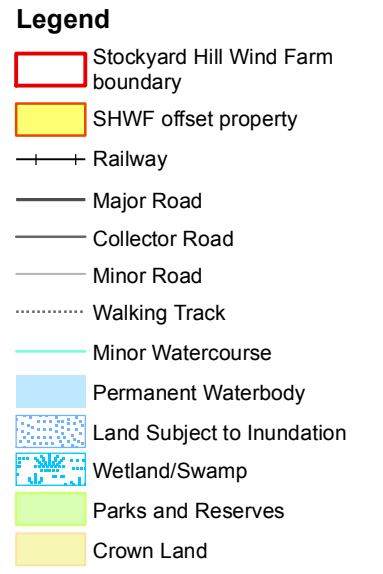 Legend
Stockyard Hill Wind Farm
boundary
SHWF offset property
Railway
Major Road
Collector Road
Minor Road
Walking Track
Minor Watercourse
Permanent Waterbody
Land Subject to Inundation
Wetland/Swamp
Parks and Reserves
Crown Land